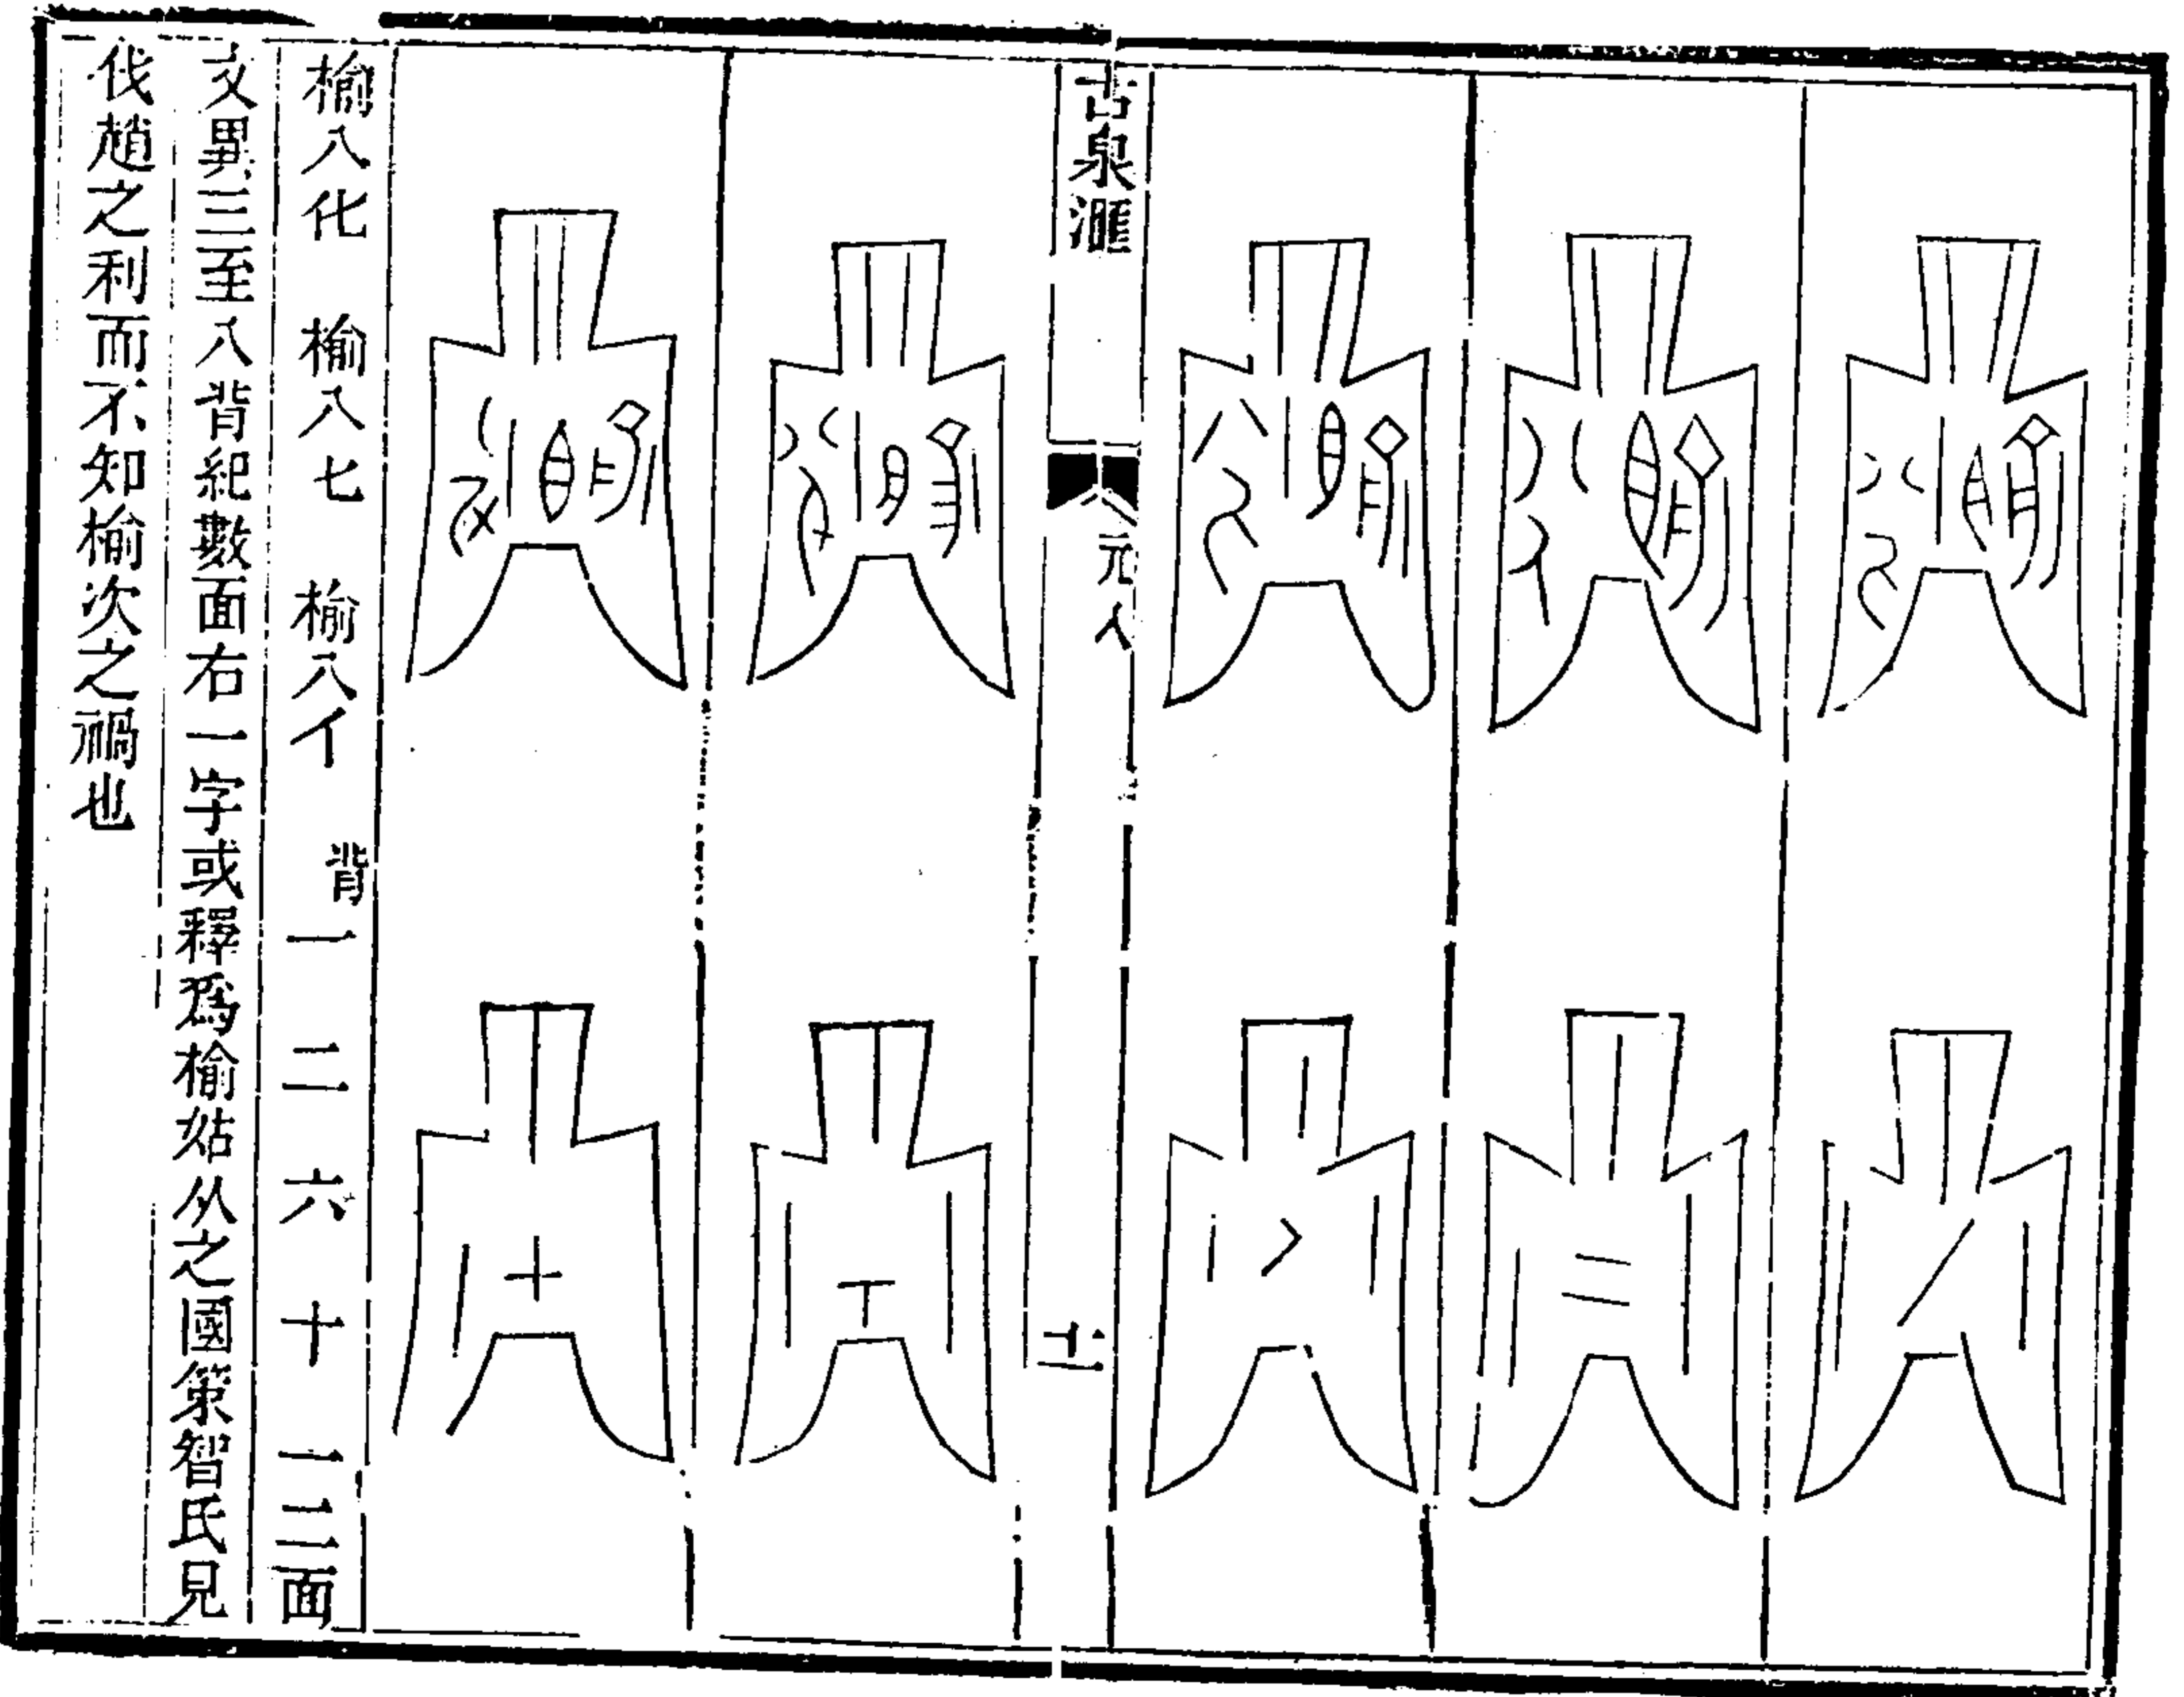 古泉滙
元八
十一
榆八化 榆八七 榆八亻 背一 二 六 十 一二面
文異三至八背紀數面右一字或釋爲榆姑从之國策智氏見
伐趙之利而不知榆次之禍也